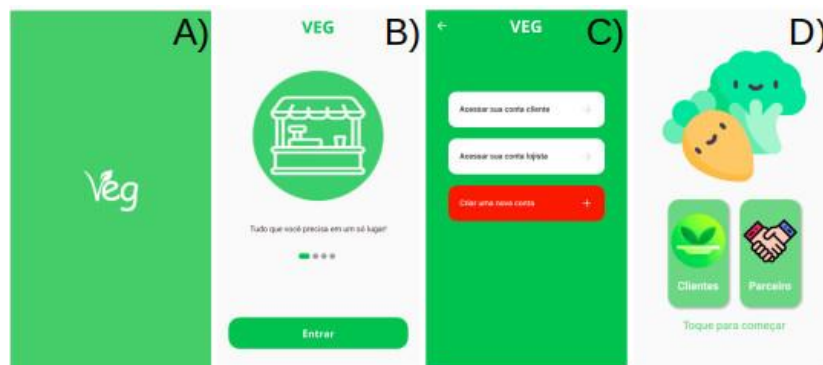 A)
Veg
B)
VEG
Tudo que você precisa em um só lugar!
Entrar
C)
←
VEG
Acessar sua conta cliente
Acessar sua conta lojista
Criar uma nova conta +
D)
Clientes
Parceiro
Toque para começar